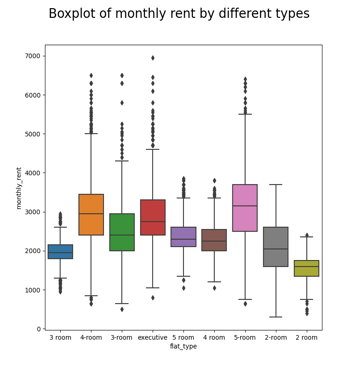 Boxplot of monthly rent by different types
7000
6000
5000
4000
3000
2000
1000
0
monthly_rent
3 room 4-room 3-room executive 5 room 4 room 5-room 2-room 2 room
flat_type